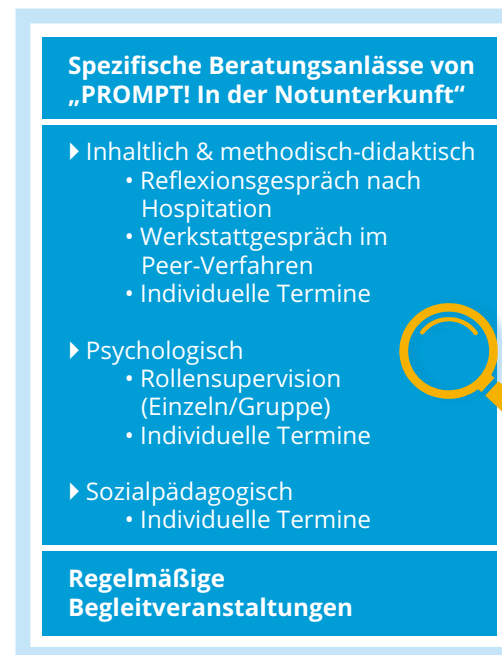 Spezifische Beratungsanlässe von
„PROMPT! In der Notunterkunft“
Inhaltlich & methodisch-didaktisch
• Reflexionsgespräch nach
Hospitation
• Werkstattgespräch im
Peer-Verfahren
• Individuelle Termine
Psychologisch
• Rollensupervision
(Einzeln/Gruppe)
• Individuelle Termine
Sozialpädagogisch
• Individuelle Termine
Regelmäßige
Begleitveranstaltungen